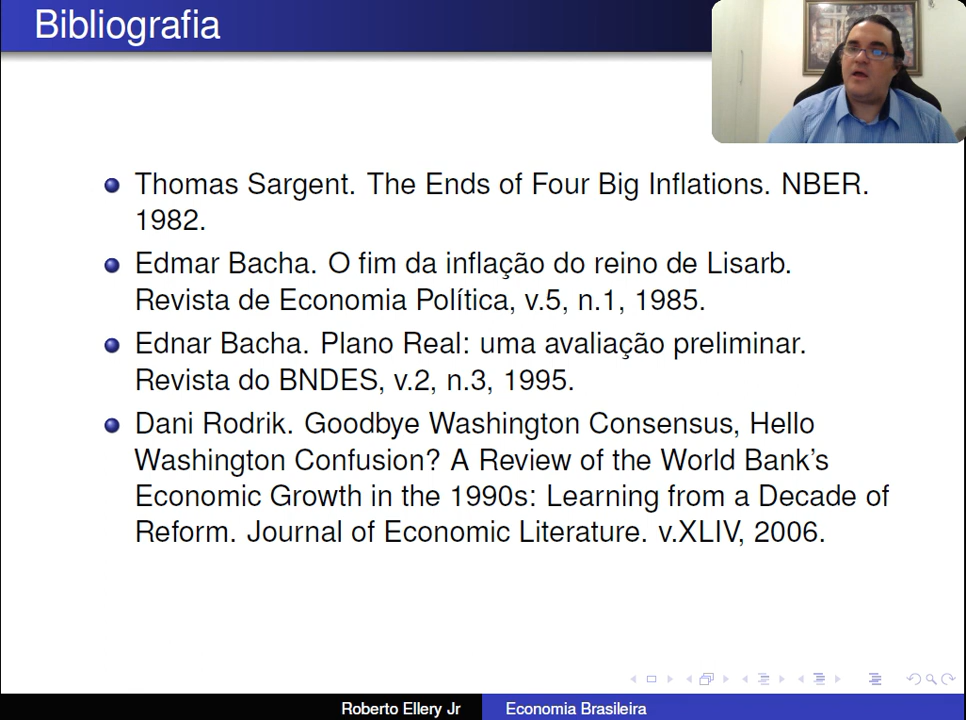 Bibliografia
Thomas Sargent. The Ends of Four Big Inflations. NBER.
1982.
Edmar Bacha. O fim da inflação do reino de Lisarb.
Revista de Economia Política, v.5, n.1, 1985.
Ednar Bacha. Plano Real: uma avaliação preliminar.
Revista do BNDES, v.2, n.3, 1995.
Dani Rodrik. Goodbye Washington Consensus, Hello
Washington Confusion? A Review of the World Bank's
Economic Growth in the 1990s: Learning from a Decade of
Reform. Journal of Economic Literature. v.XLIV, 2006.
Roberto Ellery Jr
Economia Brasileira